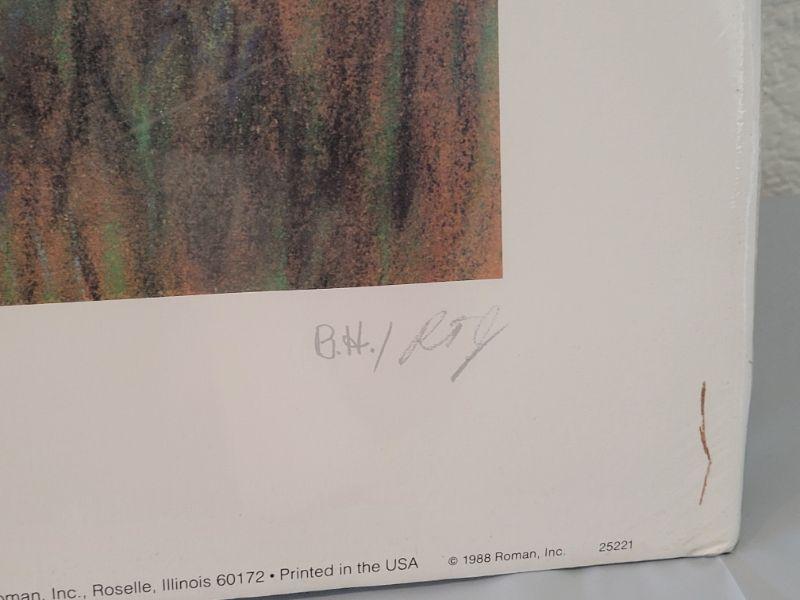 B.H./
oman, Inc., Roselle, Illinois 60172 • Printed in the USA © 1988 Roman, Inc. 25221